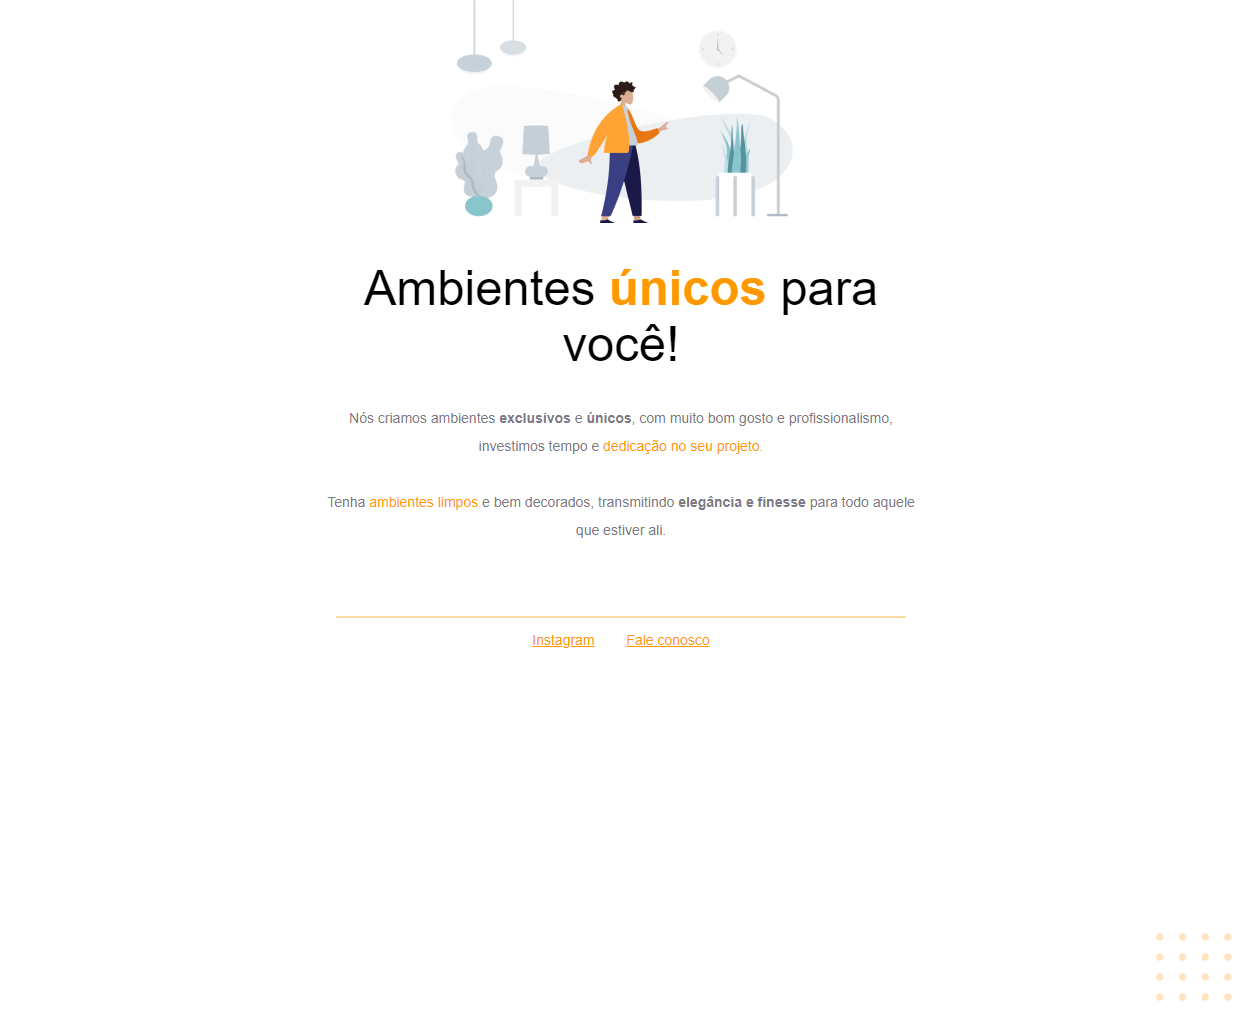 Ambientes únicos para
você!
Nós criamos ambientes exclusivos e únicos, com muito bom gosto e profissionalismo,
investimos tempo e dedicação no seu projeto.
Tenha ambientes limpos e bem decorados, transmitindo elegância e finesse para todo aquele
que estiver ali.
Instagram Fale conosco